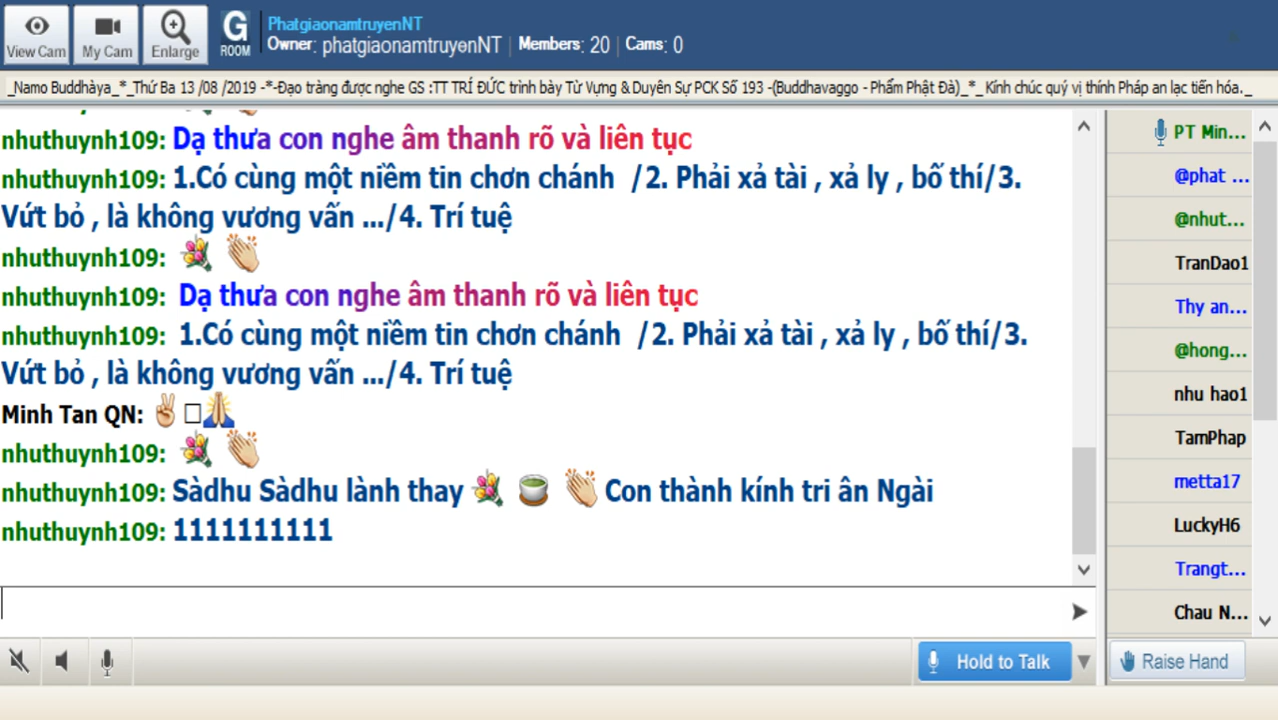 View Cam
My Cam
Enlarge
G
ROOM
PhatgiaonamtruyenNT
Owner: phatgiaonamtruyenNT | Members: 20 | Cams: 0
_Namo Buddhàya_*_Thứ Ba 13 /08 /2019 -*-Đạo tràng được nghe GS :TT TRÍ ĐỨC trình bày Từ Vựng & Duyên Sự PCK Số 193 -(Buddhavaggo - Phẩm Phật Đà)_*_ Kính chúc quý vị thính Pháp an lạc tiến hóa._
nhuthuynh109: Dạ thưa con nghe âm thanh rõ và liên tục
nhuthuynh109: 1.Có cùng một niềm tin chơn chánh /2. Phải xả tài , xả ly , bố thí/3.
Vứt bỏ , là không vương vấn .../4. Trí tuệ
nhuthuynh109:
nhuthuynh109: Dạ thưa con nghe âm thanh rõ và liên tục
nhuthuynh109: 1.Có cùng một niềm tin chơn chánh /2. Phải xả tài , xả ly , bố thí/3.
Vứt bỏ , là không vương vấn .../4. Trí tuệ
Minh Tan QN: ✌□🙏
nhuthuynh109:
nhuthuynh109: Sàdhu Sàdhu lành thay 💐 🍵 👏 Con thành kính tri ân Ngài
nhuthuynh109: 1111111111
PT Min...
@phat ...
@nhut...
TranDao1
Thy an...
@hong...
nhu hao1
TamPhap
metta17
LuckyH6
Trangt...
Chau N...
Hold to Talk
Raise Hand